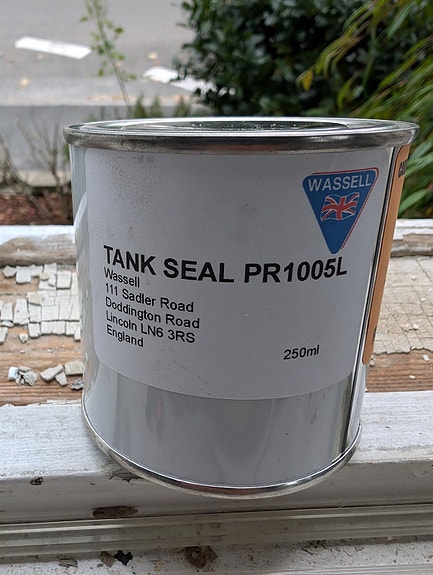 WASSELL
TANK SEAL PR1005L
Wassell
111 Sadler Road
Doddington Road
Lincoln LN6 3RS
England
250ml